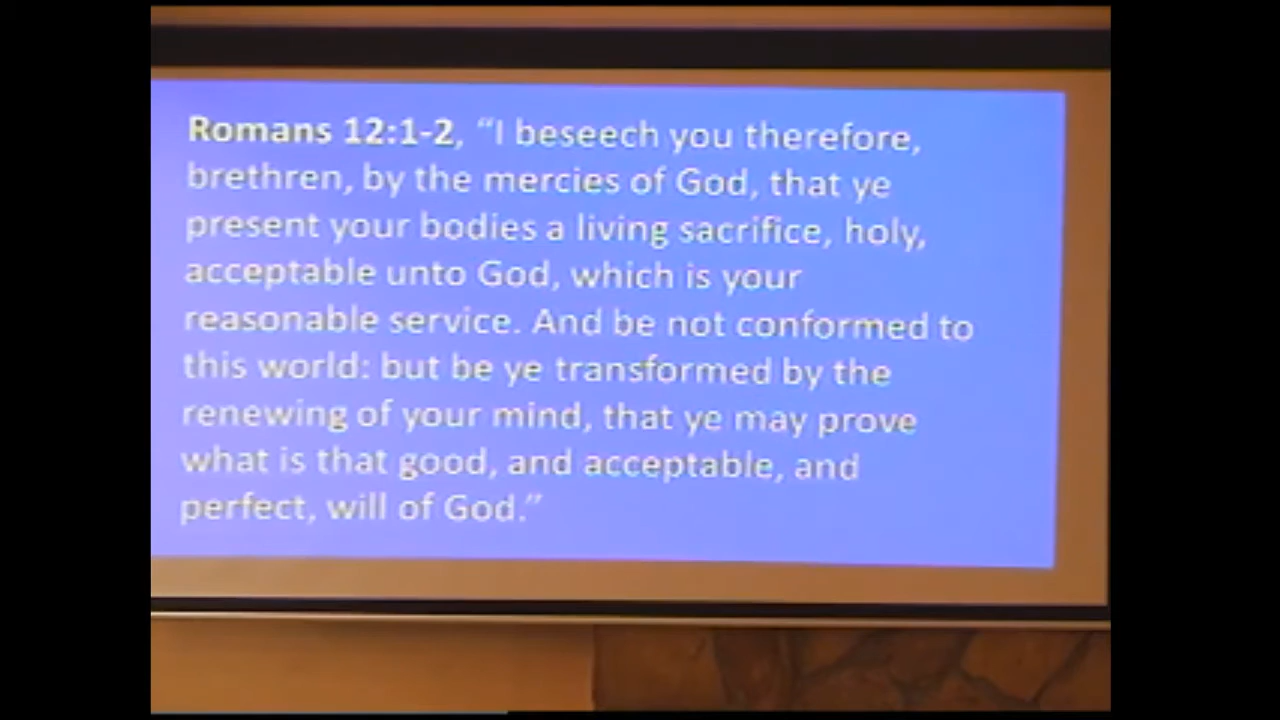 Romans 12:1-2, “I beseech you therefore,
brethren, by the mercies of God, that ye
present your bodies a living sacrifice, holy,
acceptable unto God, which is your
reasonable service. And be not conformed to
this world: but be ye transformed by the
renewing of your mind, that ye may prove
what is that good, and acceptable, and
perfect, will of God.”